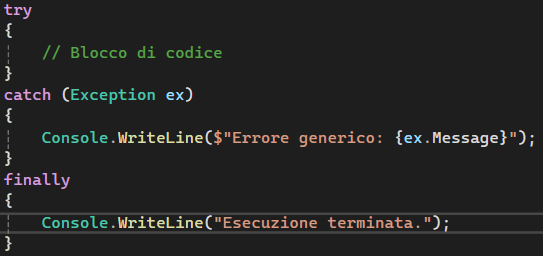 try
{
    // Blocco di codice
}
catch (Exception ex)
{
    Console.WriteLine($"Errore generico: {ex.Message}");
}
finally
{
    Console.WriteLine("Esecuzione terminata.");
}